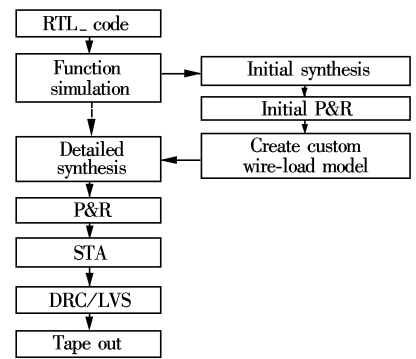 RTL_ code
Function
simulation
Initial synthesis
Initial P&R
Create custom
wire-load model
Detailed
synthesis
P&R
STA
DRC/LVS
Tape out